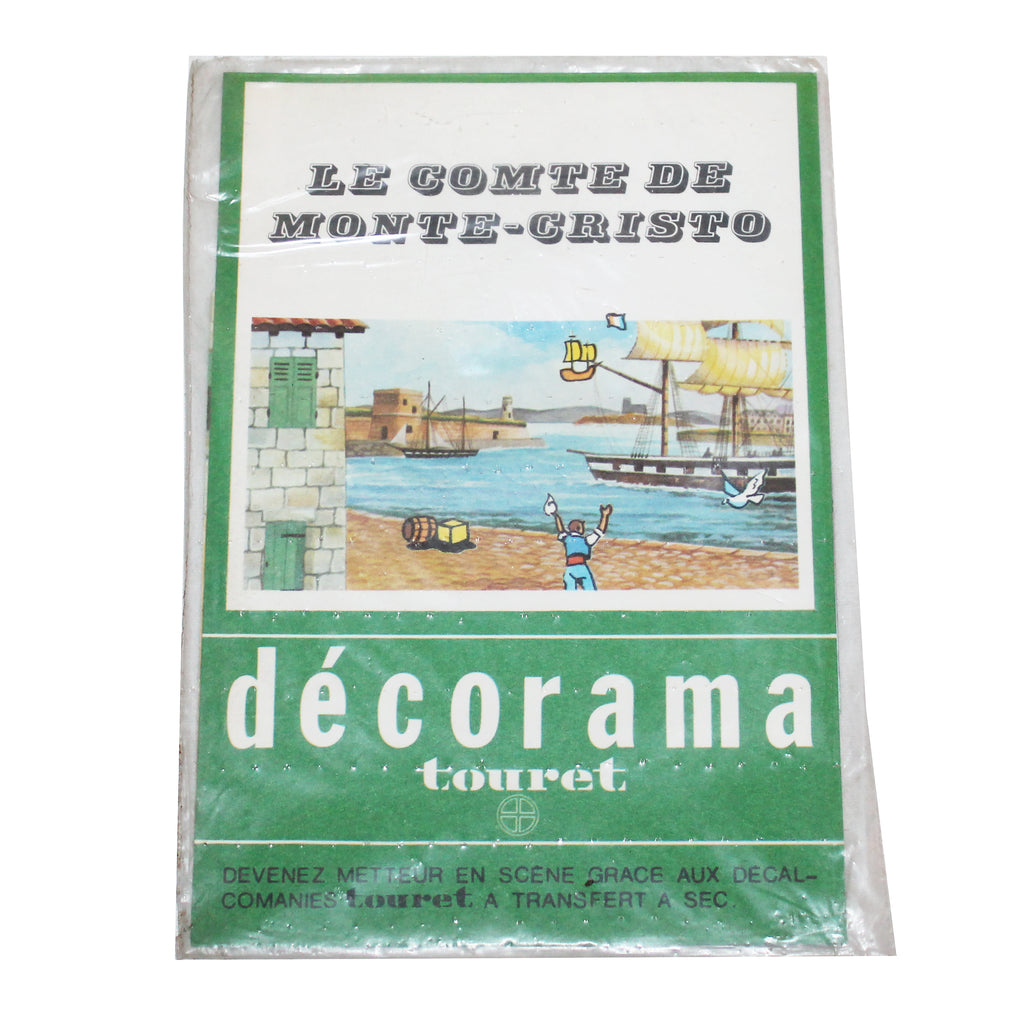 LE COMTE DE
MONTE-CRISTO
décorama
touret
DEVENEZ METTEUR EN SCÈNE GRACE AUX DÉCAL-
COMANIES touret A TRANSFERT A SEC.